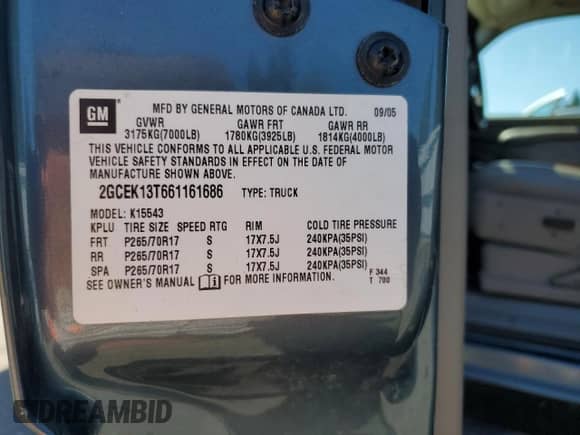 GM
MFD BY GENERAL MOTORS OF CANADA LTD. 09/05
GVWR GAWR FRT GAWR RR
3175KG(7000LB) 1780KG(3925LB) 1814KG(4000LB)
THIS VEHICLE CONFORMS TO ALL APPLICABLE U.S. FEDERAL MOTOR
VEHICLE SAFETY STANDARDS IN EFFECT ON THE DATE OF
MANUFACTURE SHOWN ABOVE.
2GCEK13T661161686 TYPE: TRUCK
MODEL: K15543
KPLU TIRE SIZE SPEED RTG RIM COLD TIRE PRESSURE
FRT P265/70R17 S 17X7.5J 240KPA(35PSI)
RR P265/70R17 S 17X7.5J 240KPA(35PSI)
SPA P265/70R17 S 17X7.5J 240KPA(35PSI)
SEE OWNER'S MANUAL FOR MORE INFORMATION.
F 344
T 700
DREAMBID